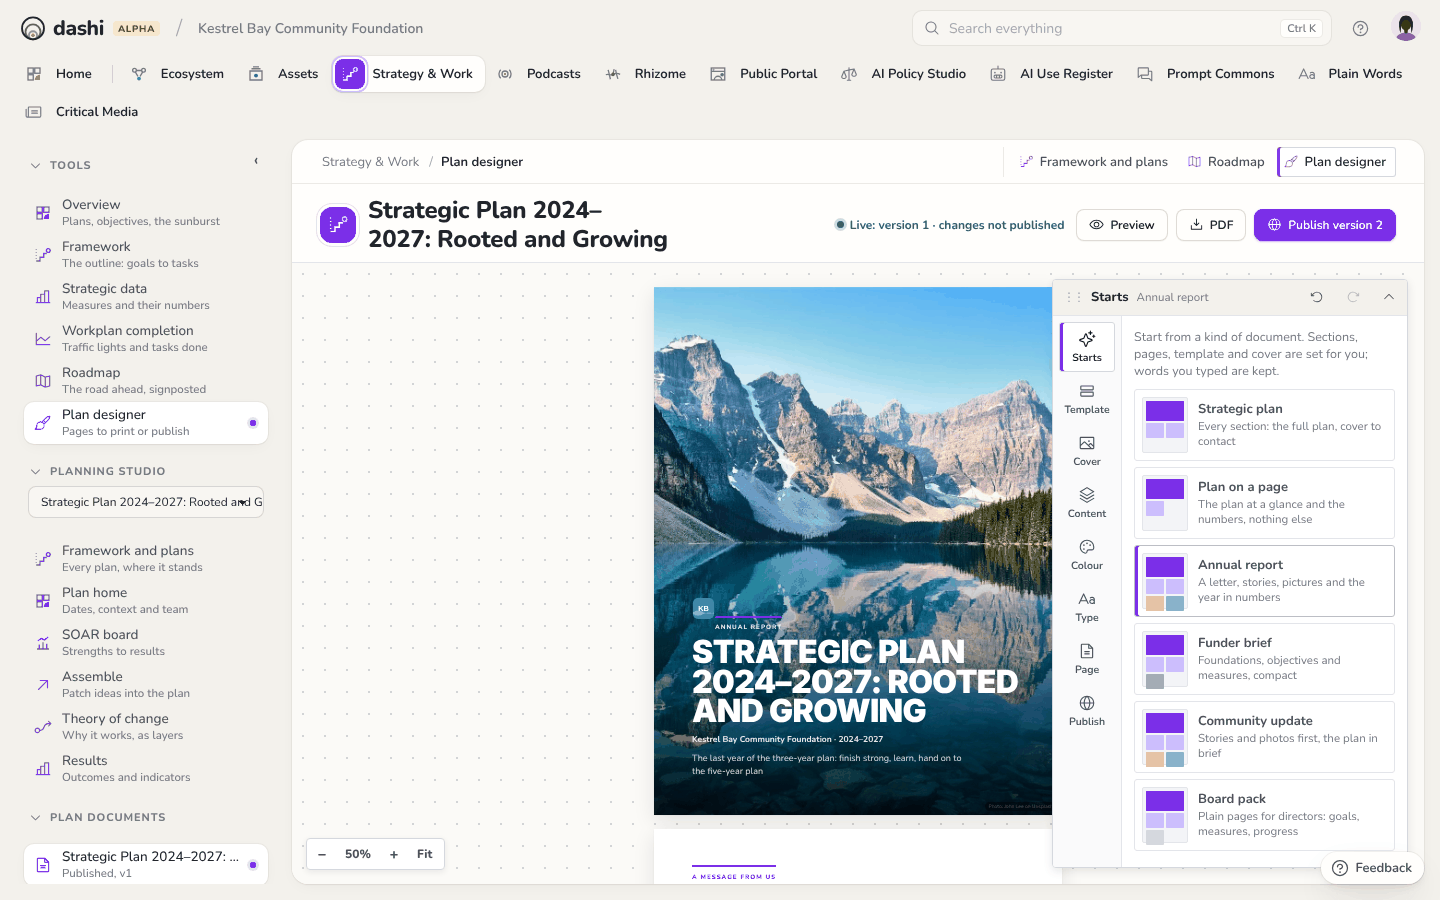 dashi ALPHA / Kestrel Bay Community Foundation
Search everything
Ctrl K
Home
Ecosystem
Assets
Strategy & Work
Podcasts
Rhizome
Public Portal
AI Policy Studio
AI Use Register
Prompt Commons
Aa Plain Words
Critical Media
TOOLS
Overview
Plans, objectives, the sunburst
Framework
The outline: goals to tasks
Strategic data
Measures and their numbers
Workplan completion
Traffic lights and tasks done
Roadmap
The road ahead, signposted
Plan designer
Pages to print or publish
PLANNING STUDIO
Strategic Plan 2024–2027: Rooted and G
Framework and plans
Every plan, where it stands
Plan home
Dates, context and team
SOAR board
Strengths to results
Assemble
Patch ideas into the plan
Theory of change
Why it works, as layers
Results
Outcomes and indicators
PLAN DOCUMENTS
Strategic Plan 2024–2027: ...
Published, v1
Strategy & Work / Plan designer
Framework and plans
Roadmap
Plan designer
Strategic Plan 2024–
2027: Rooted and Growing
Live: version 1 · changes not published
Preview
PDF
Publish version 2
KB
ANNUAL REPORT
STRATEGIC PLAN
2024–2027: ROOTED
AND GROWING
Kestrel Bay Community Foundation · 2024–2027
The last year of the three-year plan: finish strong, learn, hand on to
the five-year plan
A MESSAGE FROM US
− 50% + Fit
Starts Annual report
Starts
Template
Cover
Content
Colour
Aa
Type
Page
Publish
Start from a kind of document. Sections,
pages, template and cover are set for you;
words you typed are kept.
Strategic plan
Every section: the full plan, cover to
contact
Plan on a page
The plan at a glance and the
numbers, nothing else
Annual report
A letter, stories, pictures and the
year in numbers
Funder brief
Foundations, objectives and
measures, compact
Community update
Stories and photos first, the plan in
brief
Board pack
Plain pages for directors: goals,
measures, progress
Feedback